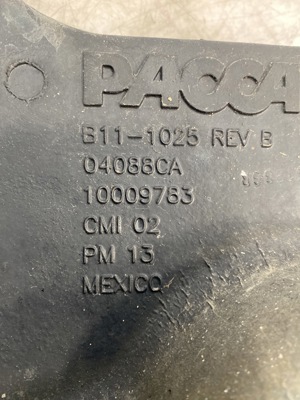 PACCA
B11-1025 REV B
04088CA
10009783
CMI 02
PM 13
MEXICO